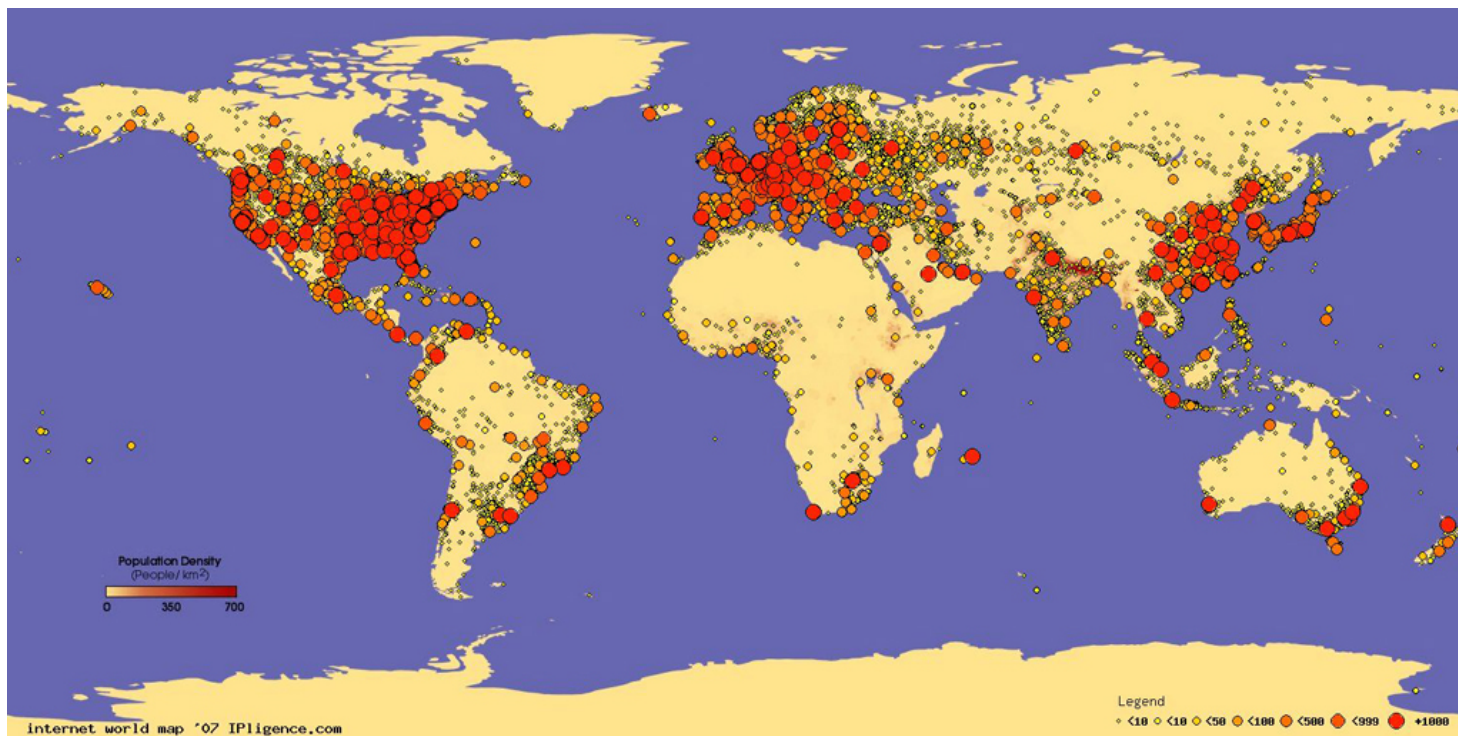 Population Density
(People/km²)
0 350 700
internet world map '07 IPligence.com
Legend
<10 <10 <50 <100 <500 <999 +1000